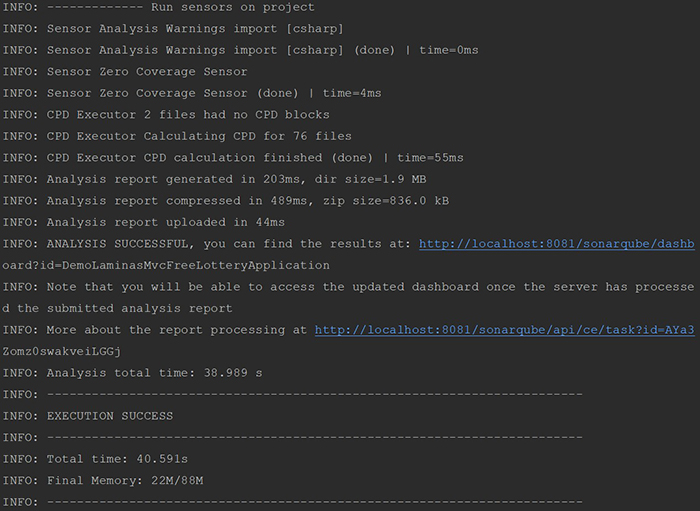 INFO: ------------- Run sensors on project
INFO: Sensor Analysis Warnings import [csharp]
INFO: Sensor Analysis Warnings import [csharp] (done) | time=0ms
INFO: Sensor Zero Coverage Sensor
INFO: Sensor Zero Coverage Sensor (done) | time=4ms
INFO: CPD Executor 2 files had no CPD blocks
INFO: CPD Executor Calculating CPD for 76 files
INFO: CPD Executor CPD calculation finished (done) | time=55ms
INFO: Analysis report generated in 203ms, dir size=1.9 MB
INFO: Analysis report compressed in 489ms, zip size=836.0 kB
INFO: Analysis report uploaded in 44ms
INFO: ANALYSIS SUCCESSFUL, you can find the results at: http://localhost:8081/sonarqube/dashb
oard?id=DemoLaminasMvcFreeLotteryApplication
INFO: Note that you will be able to access the updated dashboard once the server has processe
d the submitted analysis report
INFO: More about the report processing at http://localhost:8081/sonarqube/api/ce/task?id=AYa3
Zomz0swakveiLGGj
INFO: Analysis total time: 38.989 s
INFO: ------------------------------------------------------------------------
INFO: EXECUTION SUCCESS
INFO: ------------------------------------------------------------------------
INFO: Total time: 40.591s
INFO: Final Memory: 22M/88M
INFO: ------------------------------------------------------------------------